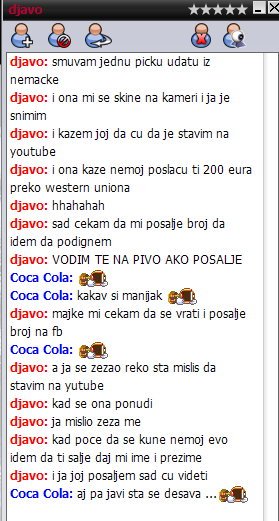 djavo
djavo: smuvam jednu picku udatu iz
nemacke
djavo: i ona mi se skine na kameri i ja je
snimim
djavo: i kazem joj da cu da je stavim na
youtube
djavo: i ona kaze nemoj poslacu ti 200 eura
preko western uniona
djavo: hhahahah
djavo: sad cekam da mi posalje broj da
idem da podignem
djavo: VODIM TE NA PIVO AKO POSALJE
Coca Cola:
Coca Cola: kakav si manijak
djavo: majke mi cekam da se vrati i posalje
broj na fb
Coca Cola:
djavo: a ja se zezao reko sta mislis da
stavim na yutube
djavo: kad se ona ponudi
djavo: ja mislio zeza me
djavo: kad poce da se kune nemoj evo
idem da ti salje daj mi ime i prezime
djavo: i ja joj posaljem sad cu videti
Coca Cola: aj pa javi sta se desava ...